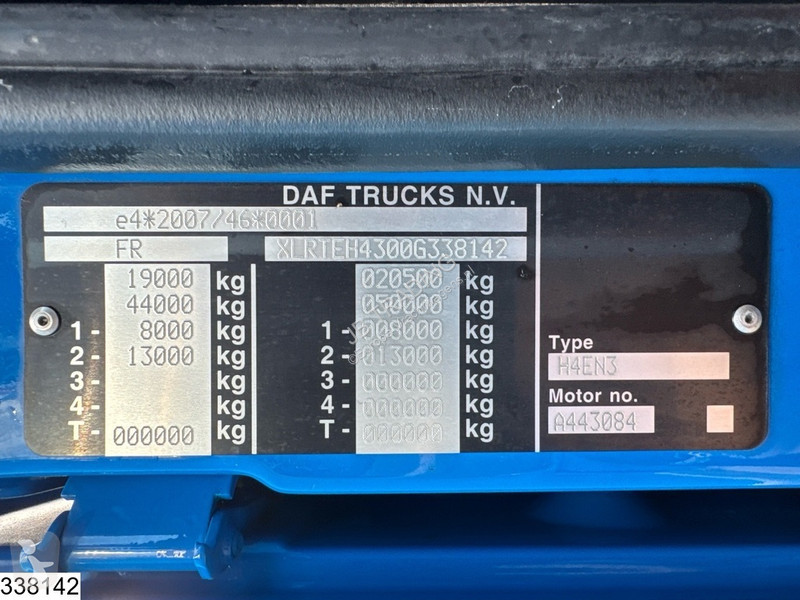 DAF TRUCKS N.V.
e4*2007/46*0001
FR XLRTEH4300G338142
19000 kg 020500 kg
44000 kg 050000 kg
1- 8000 kg 1- 008000 kg
2- 13000 kg 2- 013000 kg
3- kg 3- 000000 kg
4- kg 4- 000000 kg
T- 000000 kg T- 000000 kg
Type
H4EN3
Motor no.
A443084
338142